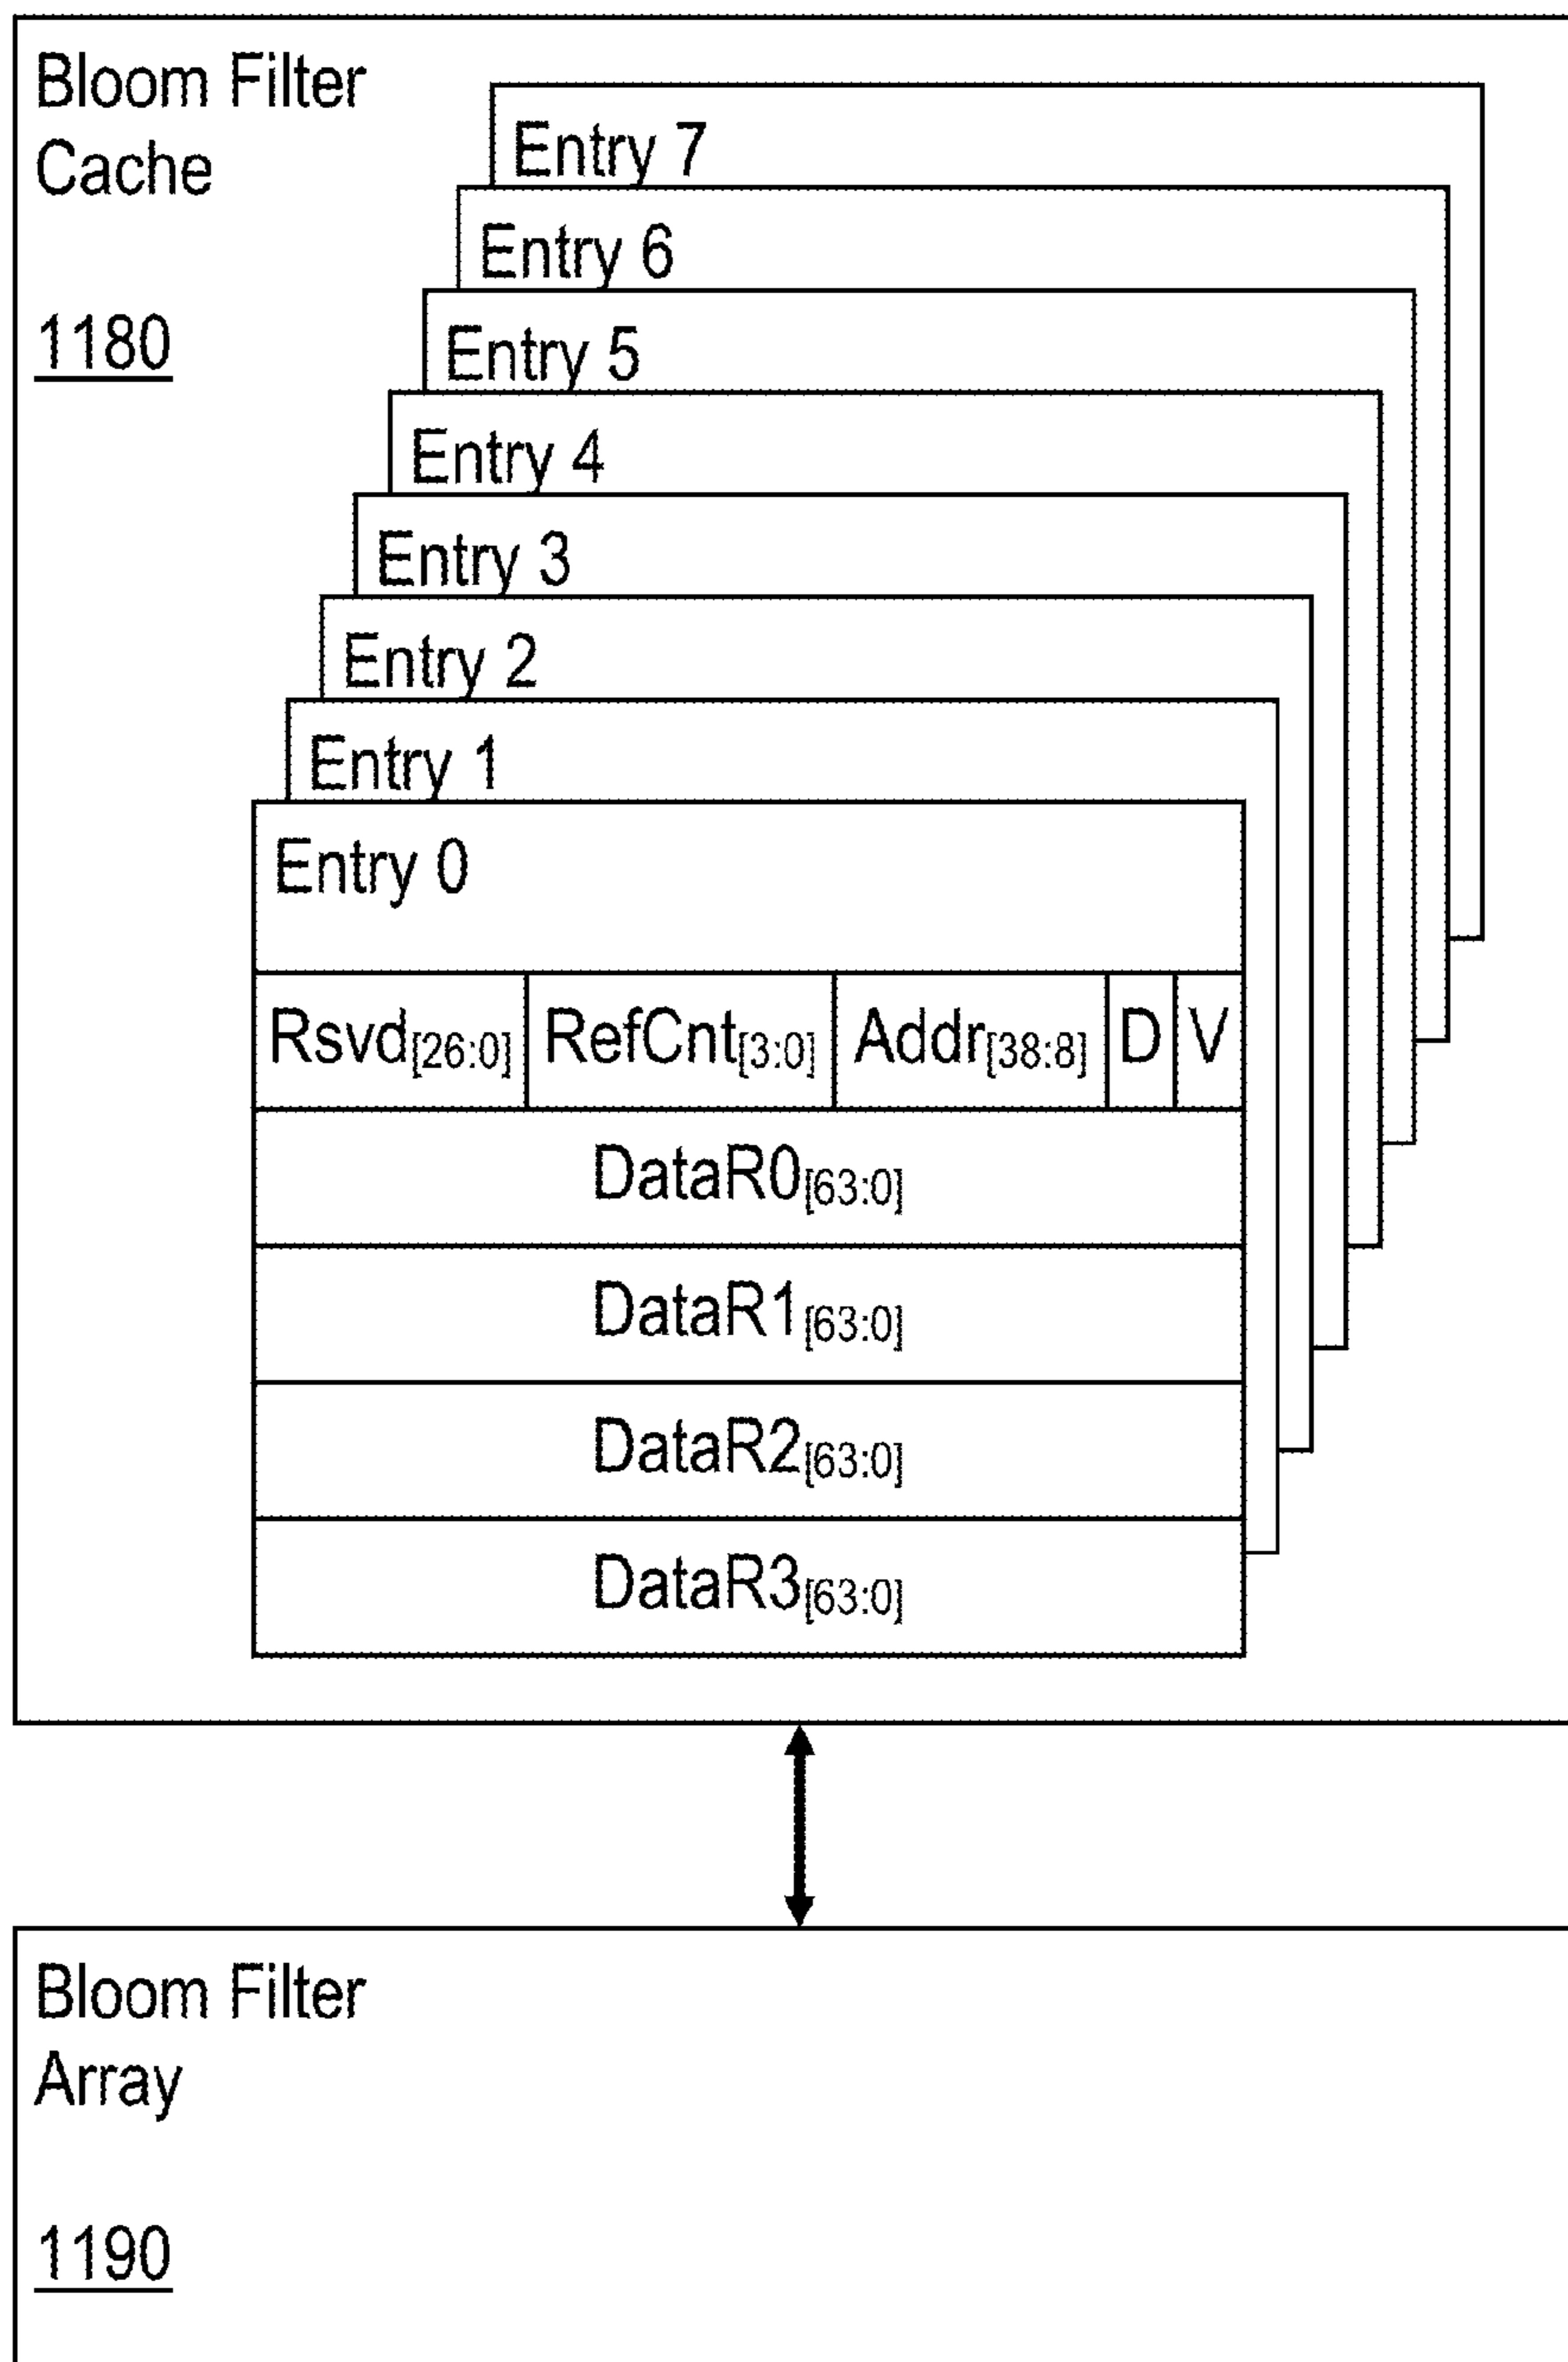 Bloom Filter
Cache
1180
Entry 7
Entry 6
Entry 5
Entry 4
Entry 3
Entry 2
Entry 1
Entry 0
Rsvd[26:0] RefCnt[3:0] Addr[38:8] D V
DataR0[63:0]
DataR1[63:0]
DataR2[63:0]
DataR3[63:0]
Bloom Filter
Array
1190